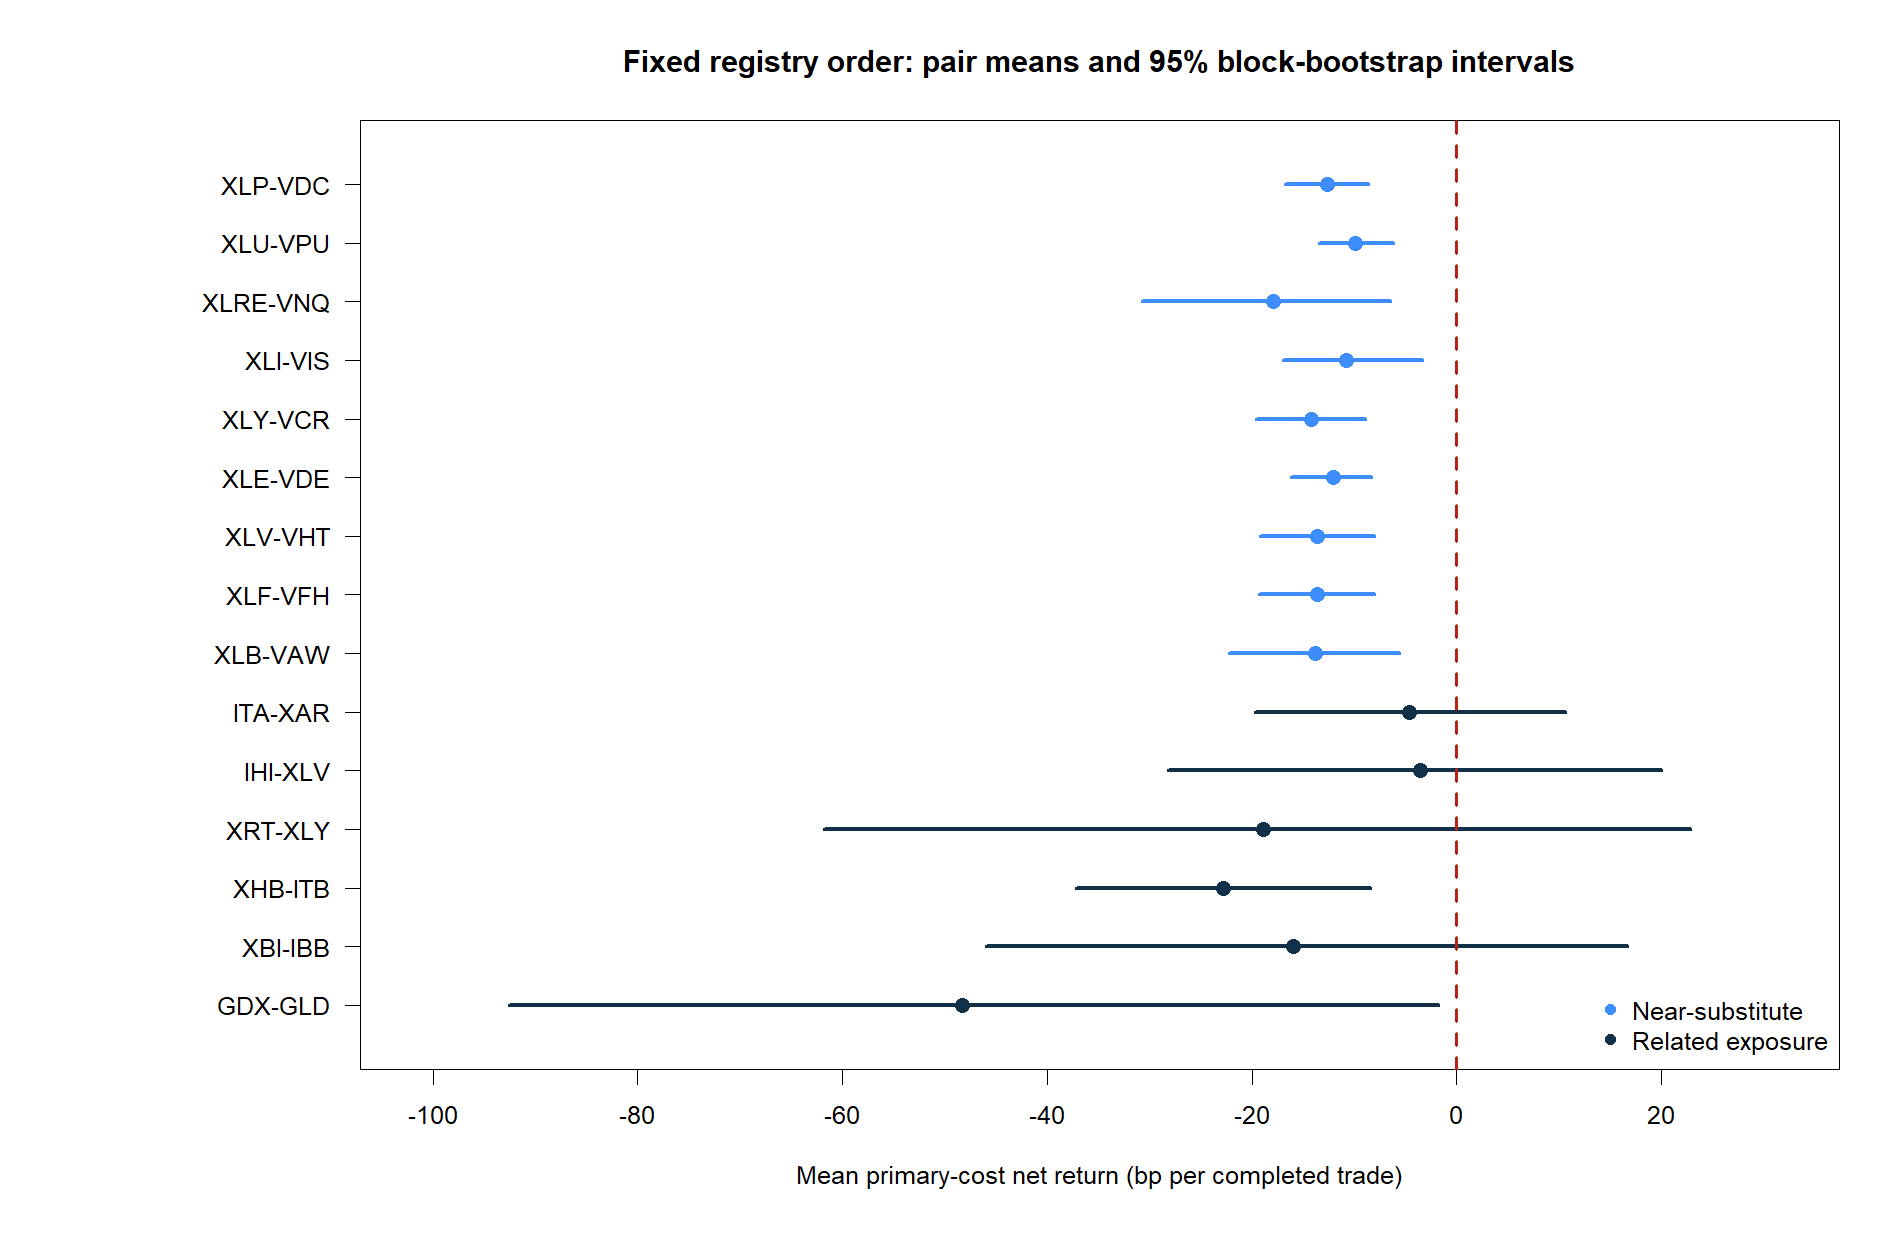 Fixed registry order: pair means and 95% block-bootstrap intervals
XLP-VDC
XLU-VPU
XLRE-VNQ
XLI-VIS
XLY-VCR
XLE-VDE
XLV-VHT
XLF-VFH
XLB-VAW
ITA-XAR
IHI-XLV
XRT-XLY
XHB-ITB
XBI-IBB
GDX-GLD
Near-substitute
Related exposure
-100 -80 -60 -40 -20 0 20
Mean primary-cost net return (bp per completed trade)